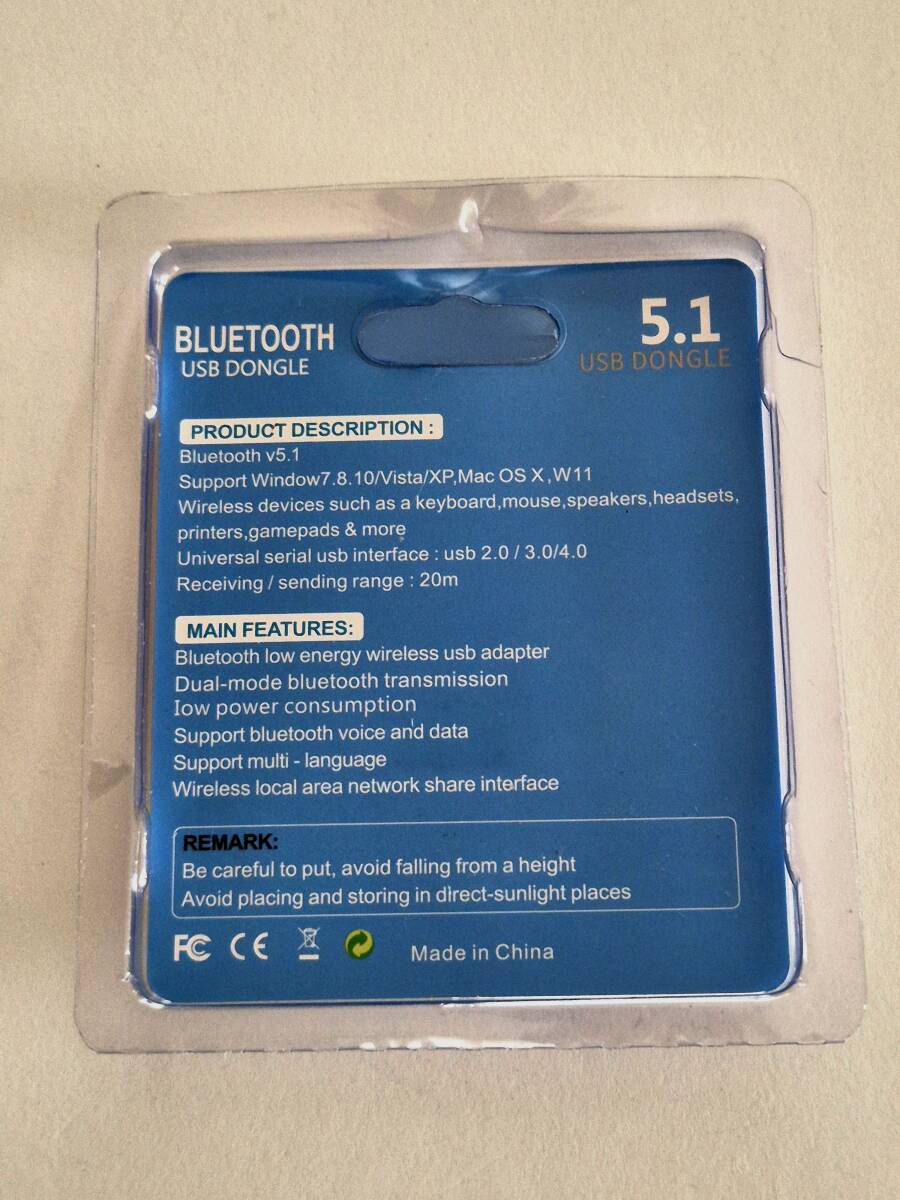 BLUETOOTH
USB DONGLE
5.1
USB DONGLE
PRODUCT DESCRIPTION :
Bluetooth v5.1
Support Window7.8.10/Vista/XP,Mac OS X,W11
Wireless devices such as a keyboard,mouse,speakers,headsets,
printers,gamepads & more
Universal serial usb interface : usb 2.0 / 3.0/4.0
Receiving / sending range : 20m
MAIN FEATURES:
Bluetooth low energy wireless usb adapter
Dual-mode bluetooth transmission
low power consumption
Support bluetooth voice and data
Support multi - language
Wireless local area network share interface
REMARK:
Be careful to put, avoid falling from a height
Avoid placing and storing in direct-sunlight places
FC CE Made in China